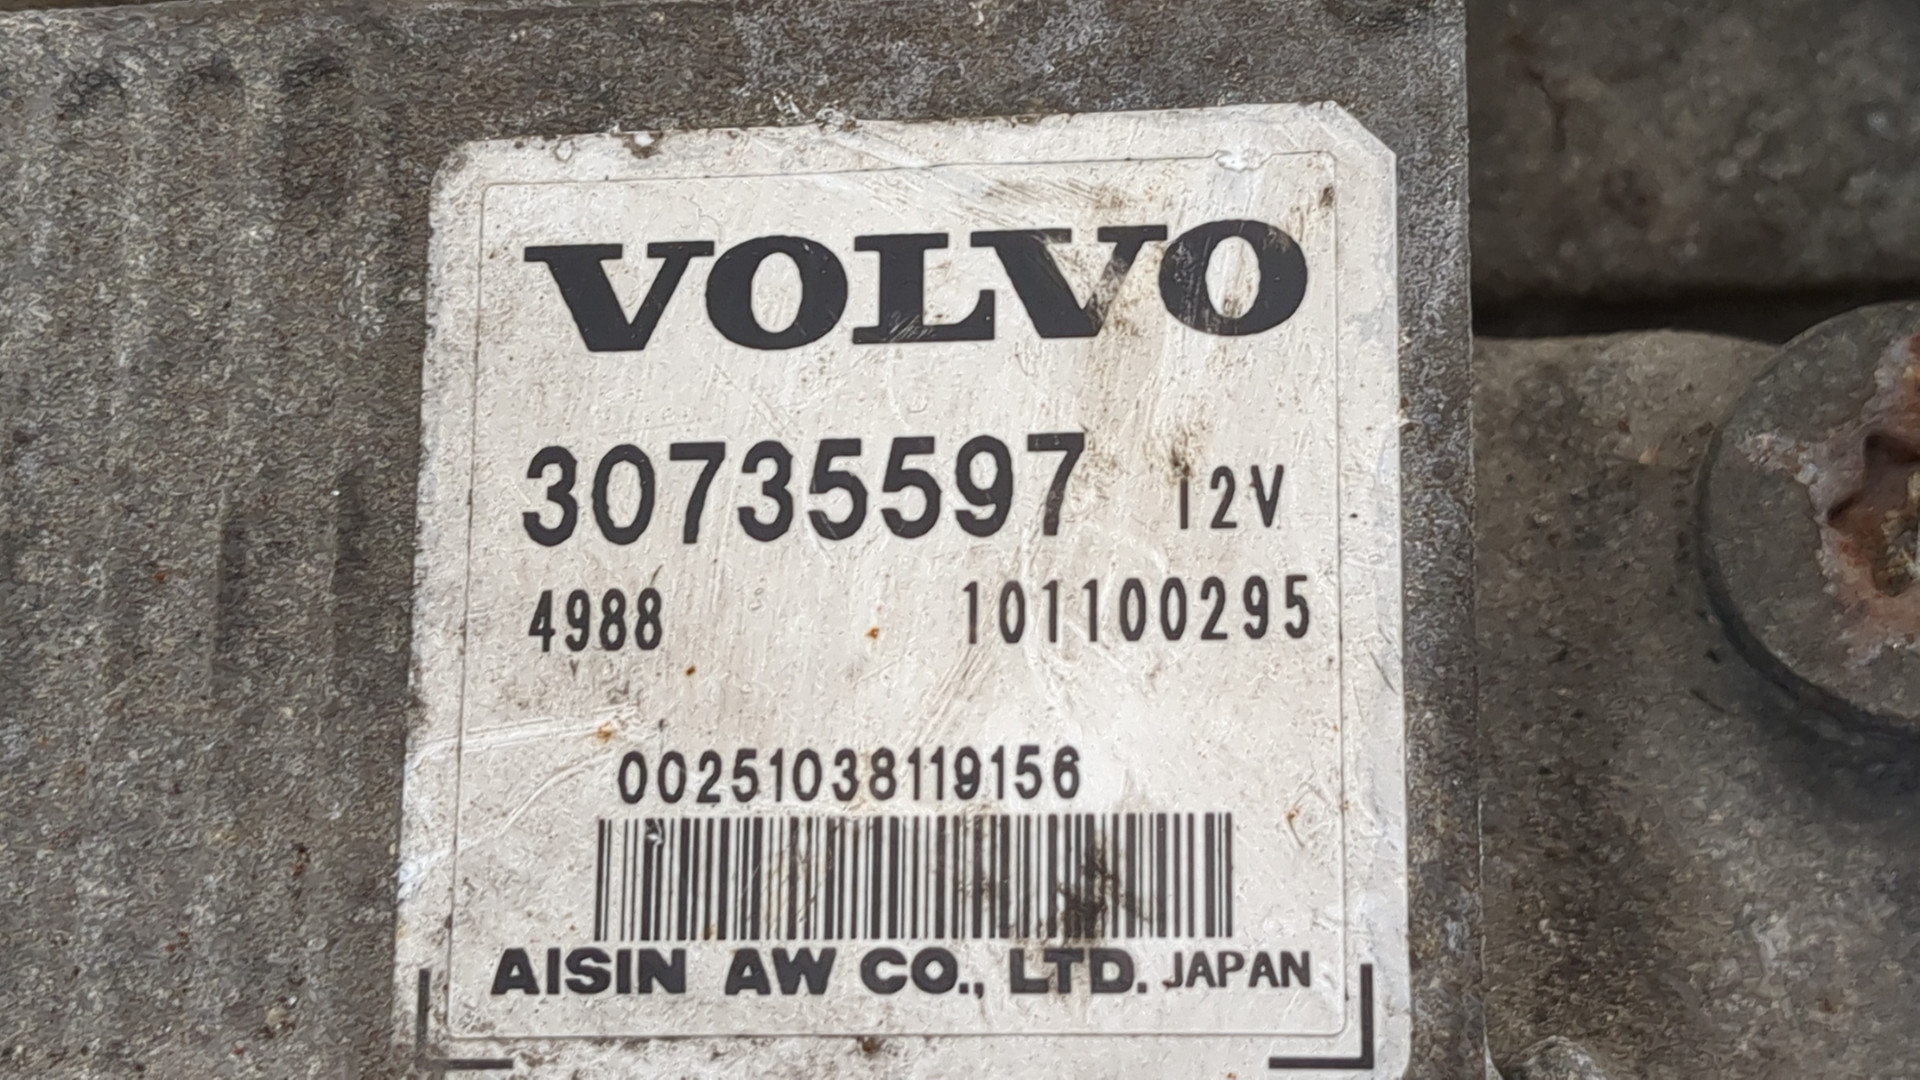 VOLVO
30735597 12V
4988 101100295
00251038119156
AISIN AW CO., LTD. JAPAN